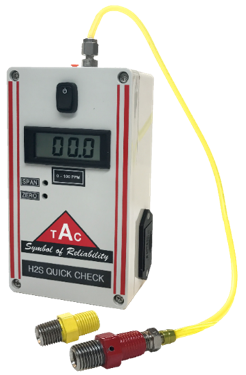 00.0
0 - 100 PPM
SPAN
ZERO
TAC
Symbol of Reliability
H2S QUICK CHECK